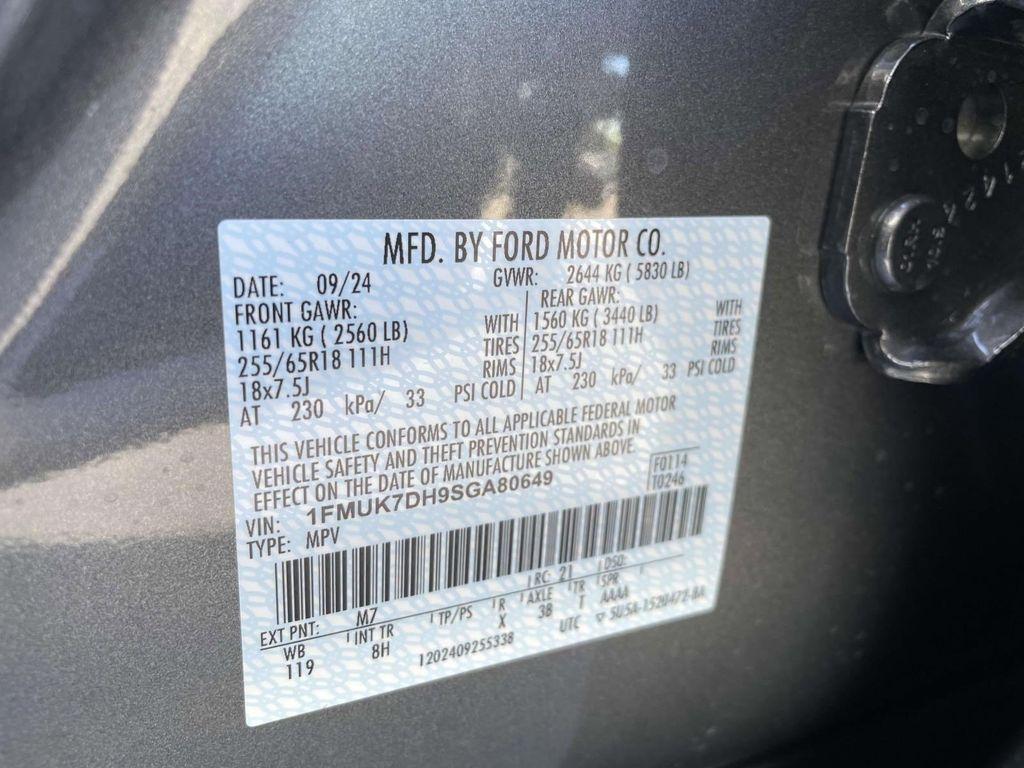 MFD. BY FORD MOTOR CO.
DATE: 09/24 GVWR: 2644 KG ( 5830 LB)
FRONT GAWR: REAR GAWR:
1161 KG ( 2560 LB) WITH 1560 KG ( 3440 LB) WITH
255/65R18 111H TIRES 255/65R18 111H TIRES
18x7.5J RIMS 18x7.5J RIMS
AT 230 kPa/ 33 PSI COLD AT 230 kPa/ 33 PSI COLD
THIS VEHICLE CONFORMS TO ALL APPLICABLE FEDERAL MOTOR
VEHICLE SAFETY AND THEFT PREVENTION STANDARDS IN
EFFECT ON THE DATE OF MANUFACTURE SHOWN ABOVE.
F0114
T0246
VIN: 1FMUK7DH9SGA80649
TYPE: MPV
EXT PNT: M7 RC: 21 DSO:
WB INT TR TP/PS R AXLE TR SPR
119 8H X 38 T AAAA
1202409255338 UTC